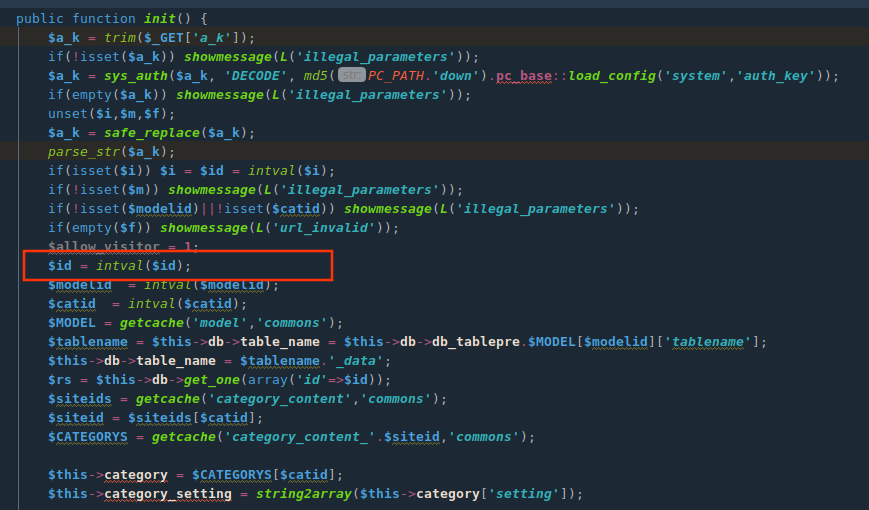 public function init() {
$a_k = trim($_GET['a_k']);
if(!isset($a_k)) showmessage(L('illegal_parameters'));
$a_k = sys_auth($a_k, 'DECODE', md5( str: PC_PATH.'down').pc_base::load_config('system','auth_key'));
if(empty($a_k)) showmessage(L('illegal_parameters'));
unset($i,$m,$f);
$a_k = safe_replace($a_k);
parse_str($a_k);
if(isset($i)) $i = $id = intval($i);
if(!isset($m)) showmessage(L('illegal_parameters'));
if(!isset($modelid)||!isset($catid)) showmessage(L('illegal_parameters'));
if(empty($f)) showmessage(L('url_invalid'));
$allow_visitor = 1;
$id = intval($id);
$modelid  = intval($modelid);
$catid  = intval($catid);
$MODEL = getcache('model','commons');
$tablename = $this->db->table_name = $this->db->db_tablepre.$MODEL[$modelid]['tablename'];
$this->db->table_name = $tablename.'_data';
$rs = $this->db->get_one(array('id'=>$id));
$siteids = getcache('category_content','commons');
$siteid = $siteids[$catid];
$CATEGORYS = getcache('category_content_'.$siteid,'commons');
$this->category = $CATEGORYS[$catid];
$this->category_setting = string2array($this->category['setting']);